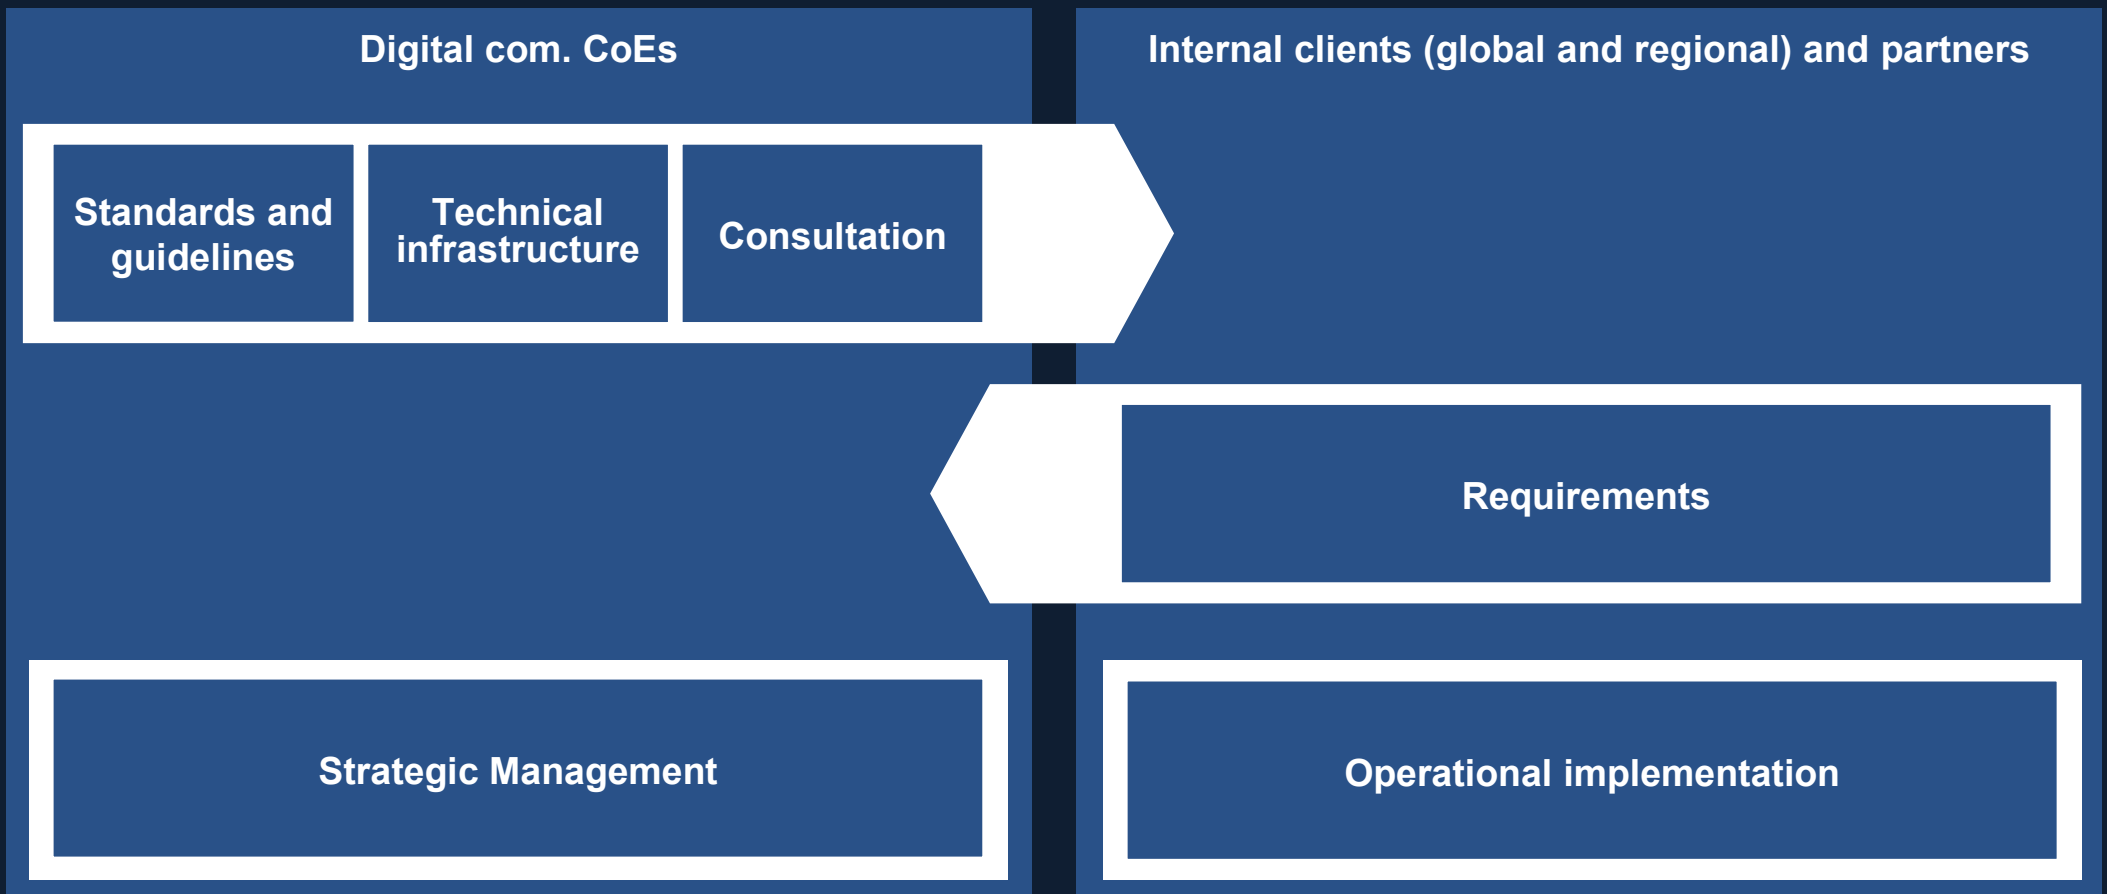 Digital com. CoEs
Internal clients (global and regional) and partners
Standards and
guidelines
Technical
infrastructure
Consultation
Requirements
Strategic Management
Operational implementation